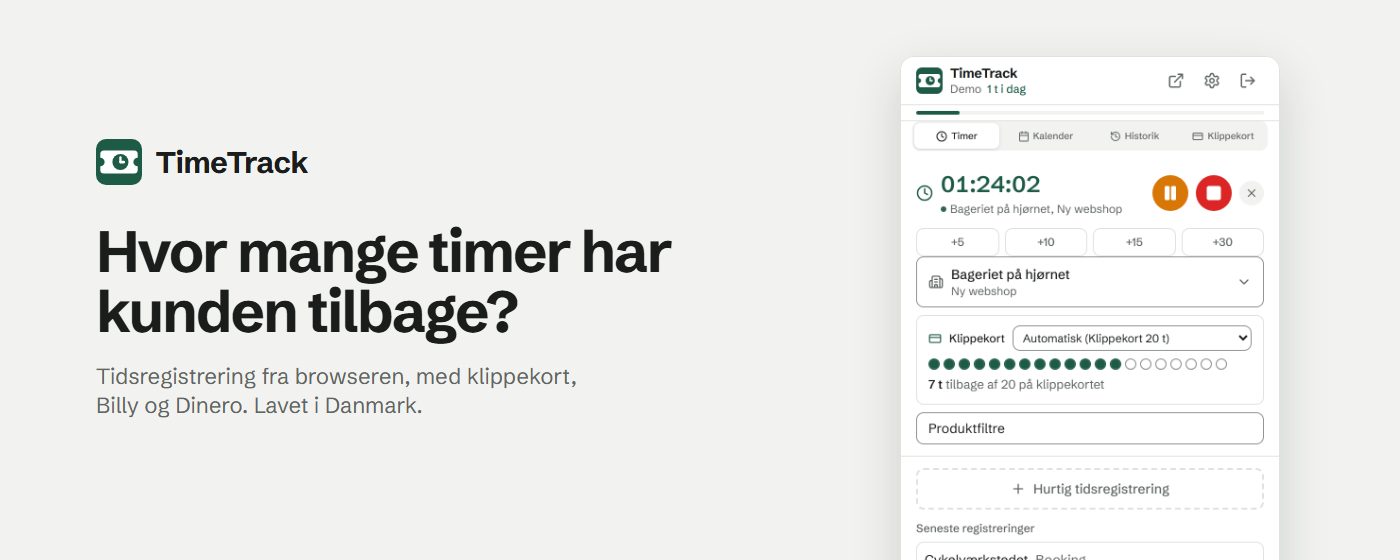 TimeTrack
Hvor mange timer har
kunden tilbage?
Tidsregistrering fra browseren, med klippekort,
Billy og Dinero. Lavet i Danmark.
TimeTrack
Demo 1 t i dag
Timer Kalender Historik Klippekort
01:24:02
Bageriet på hjørnet, Ny webshop
+5 +10 +15 +30
Bageriet på hjørnet
Ny webshop
Klippekort Automatisk (Klippekort 20 t)
7 t tilbage af 20 på klippekortet
Produktfiltre
+ Hurtig tidsregistrering
Seneste registreringer
Cykelværkstedet Booking